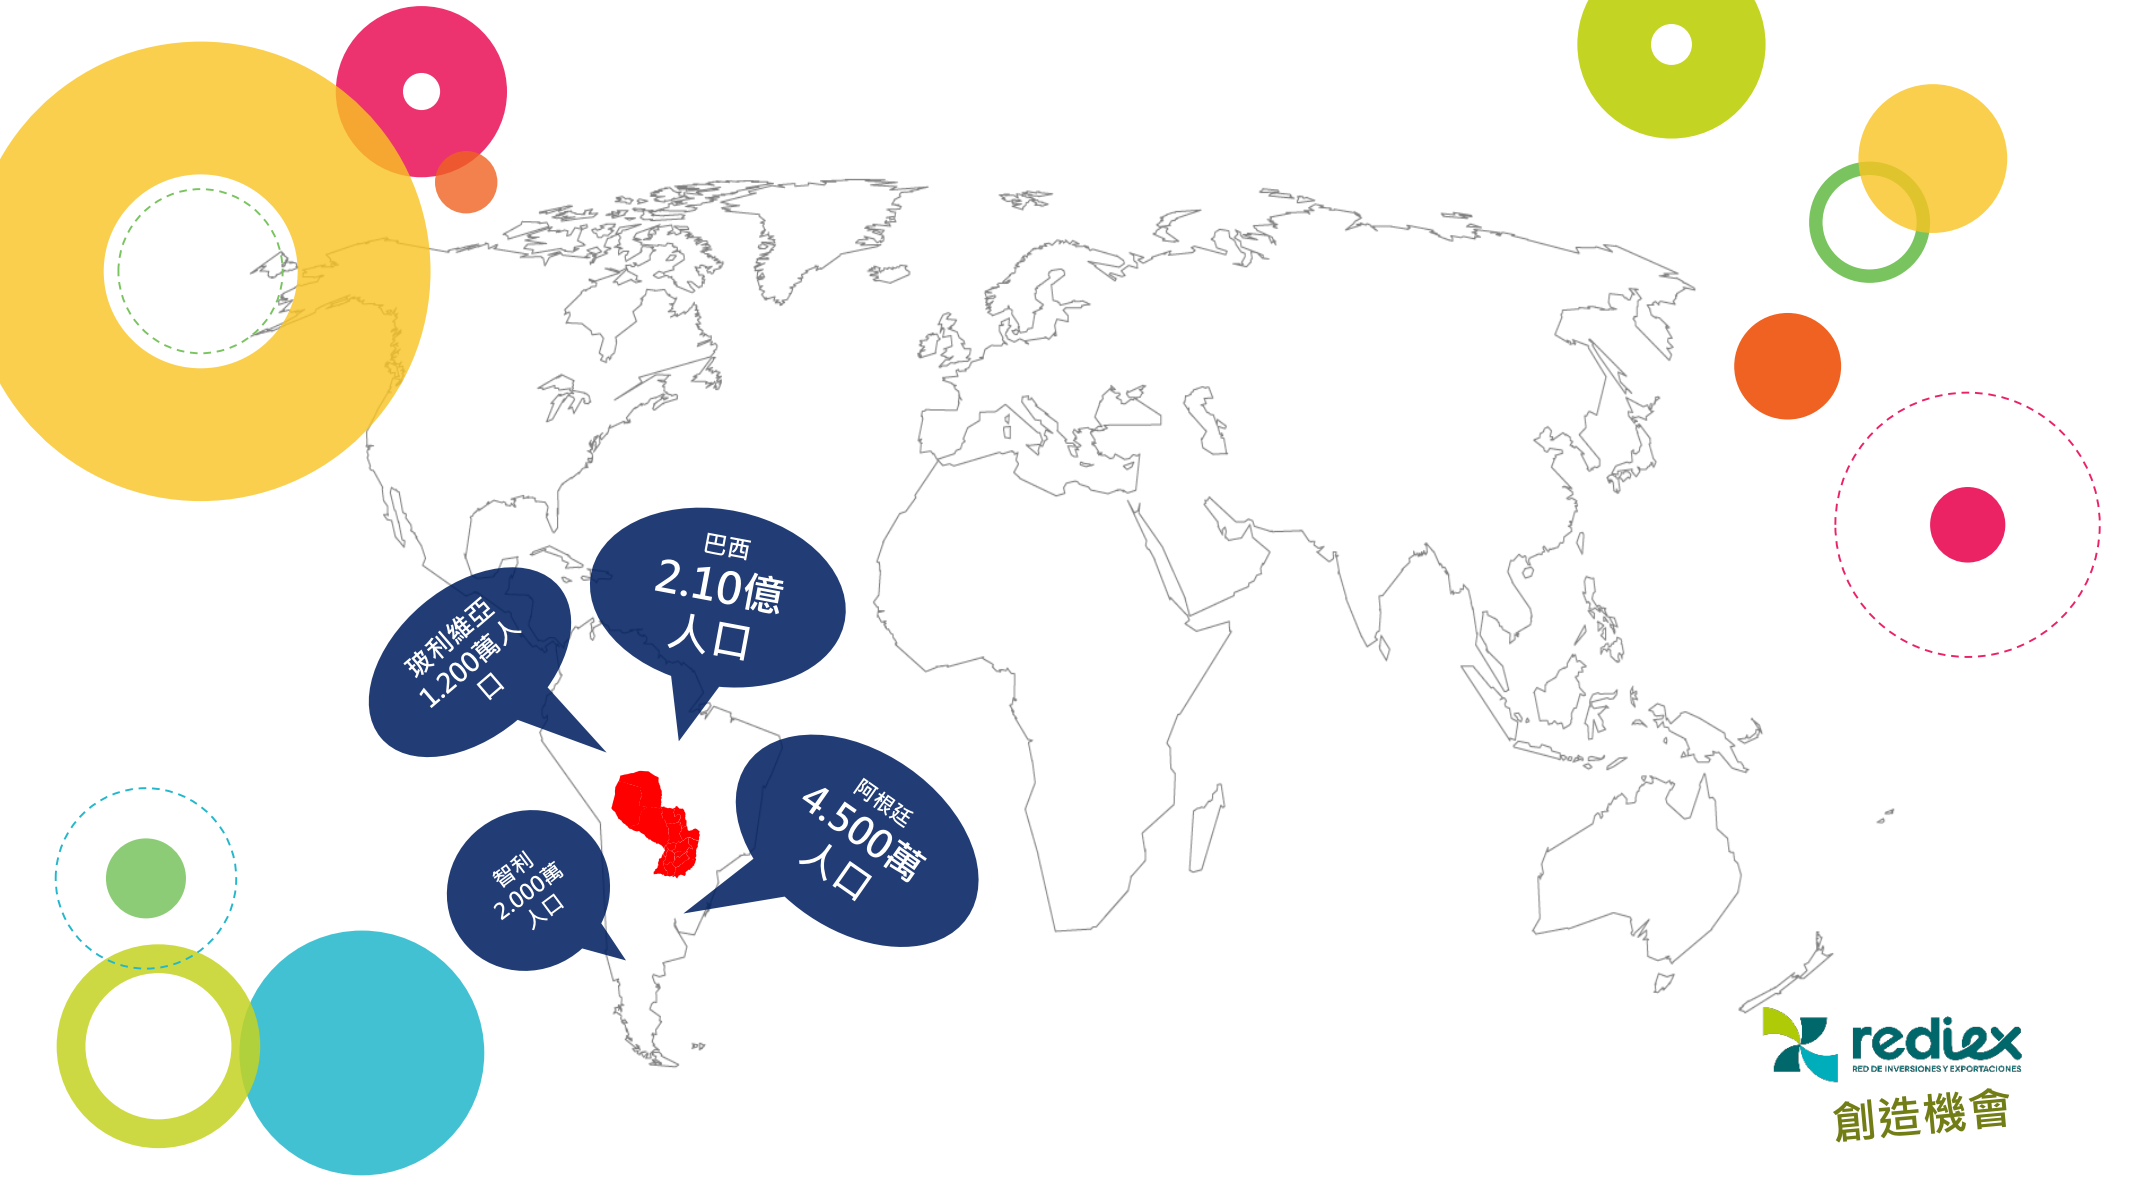 巴西
2.10億
人口
玻利維亞
1.200萬人
口
阿根廷
4.500萬
人口
智利
2.000萬
人口
rediex
RED DE INVERSIONES Y EXPORTACIONES
創造機會